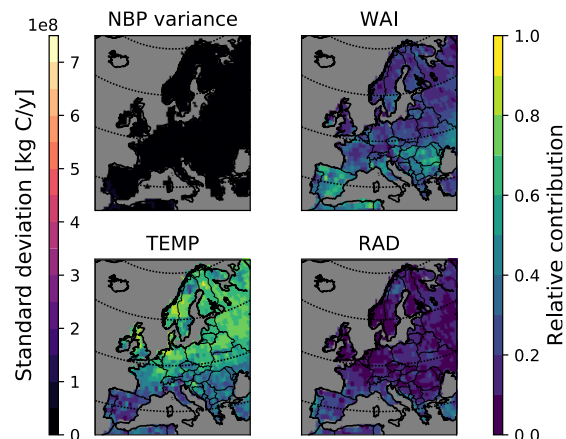 NBP variance
WAI
1e8
7
6
5
4
3
2
1
0
Standard deviation [kg C/y]
TEMP
RAD
1.0
0.8
0.6
0.4
0.2
0.0
Relative contribution